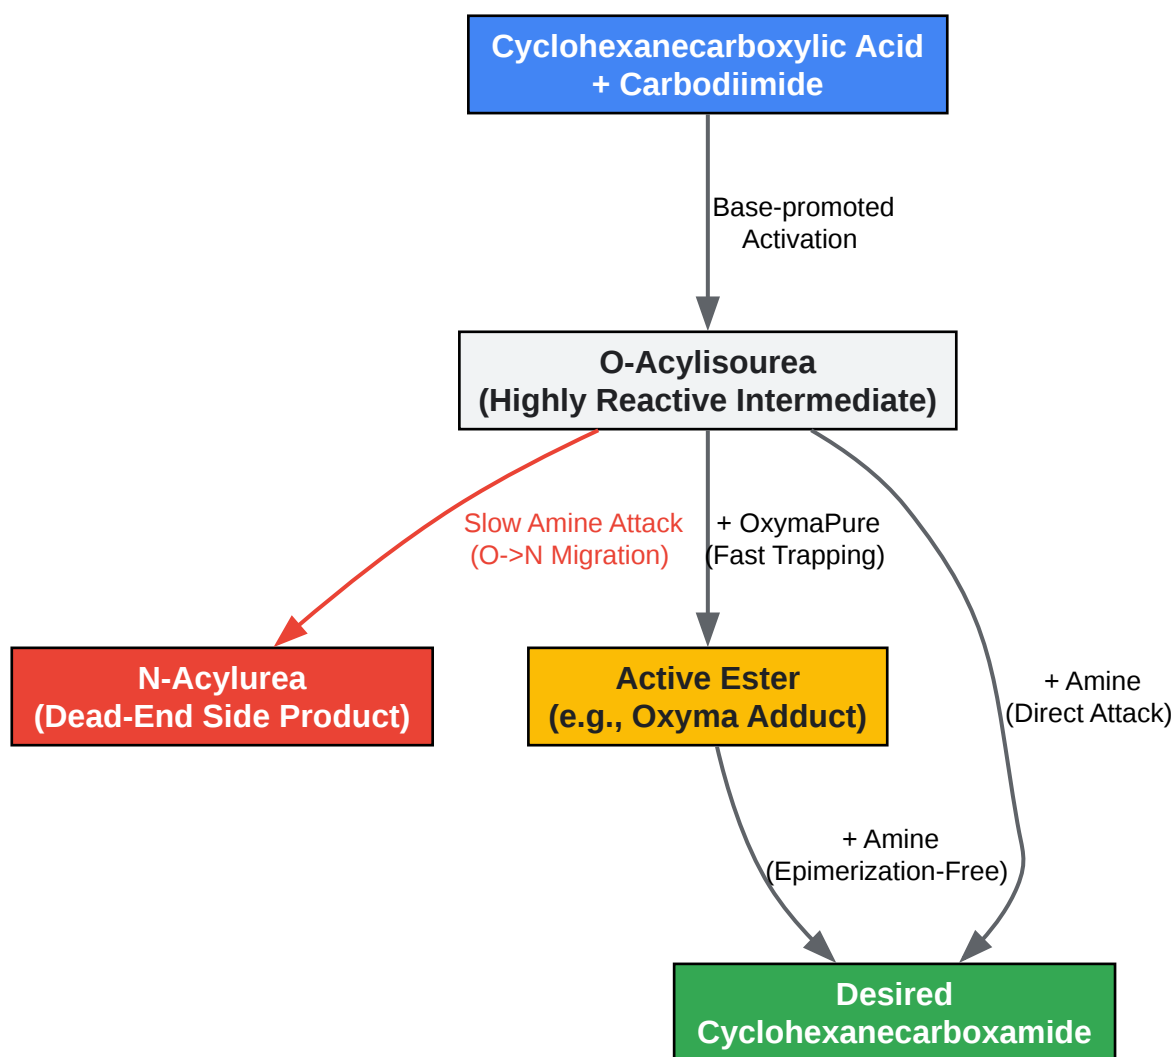 Cyclohexanecarboxylic Acid
+ Carbodiimide
Base-promoted
Activation
O-Acylisourea
(Highly Reactive Intermediate)
Slow Amine Attack
(O->N Migration)
+ OxymaPure
(Fast Trapping)
N-Acylurea
(Dead-End Side Product)
Active Ester
(e.g., Oxyma Adduct)
+ Amine
(Direct Attack)
+ Amine
(Epimerization-Free)
Desired
Cyclohexanecarboxamide